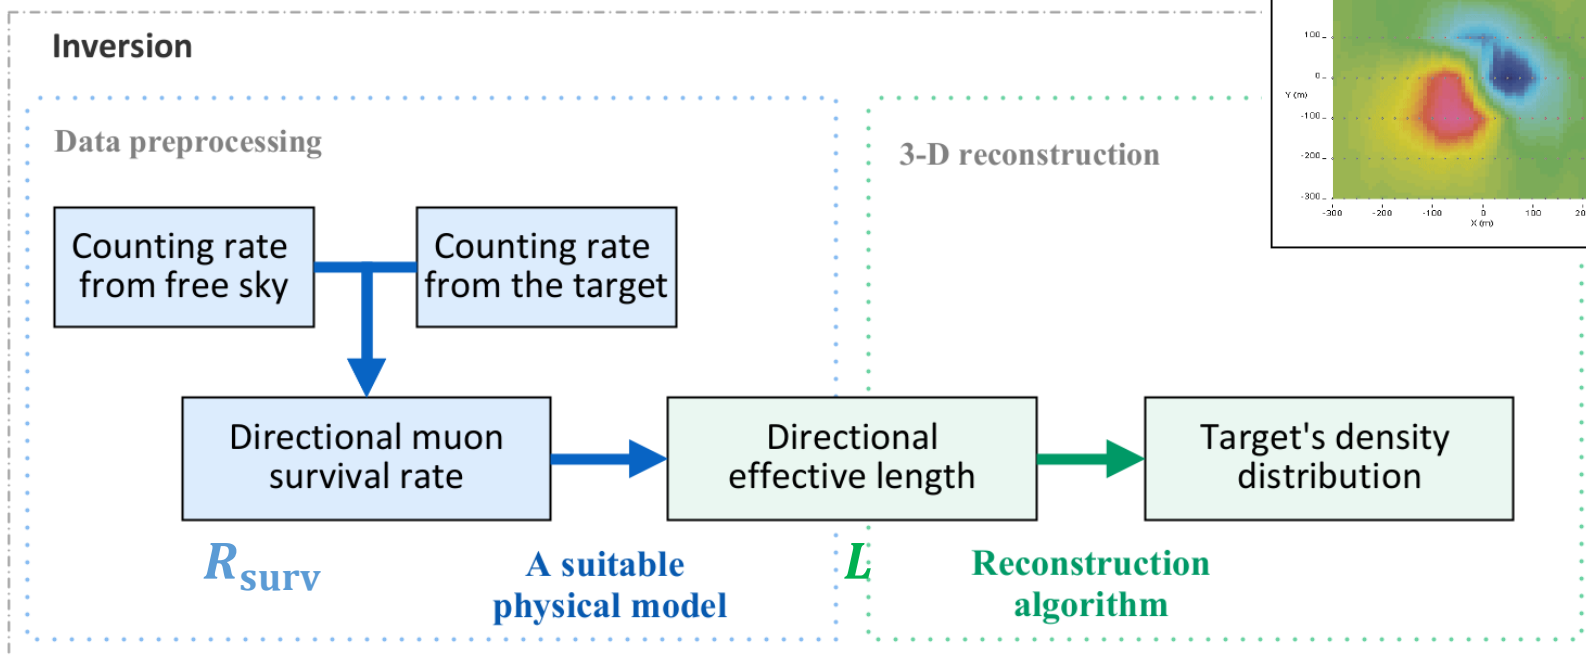 Inversion
Data preprocessing
3-D reconstruction
Counting rate
from free sky
Counting rate
from the target
Directional muon
survival rate
Directional
effective length
Target's density
distribution
R_surv
A suitable
physical model
L
Reconstruction
algorithm
100
0
-100
-200
-300
Y (m)
-300
-200
-100
0
100
20
X (m)